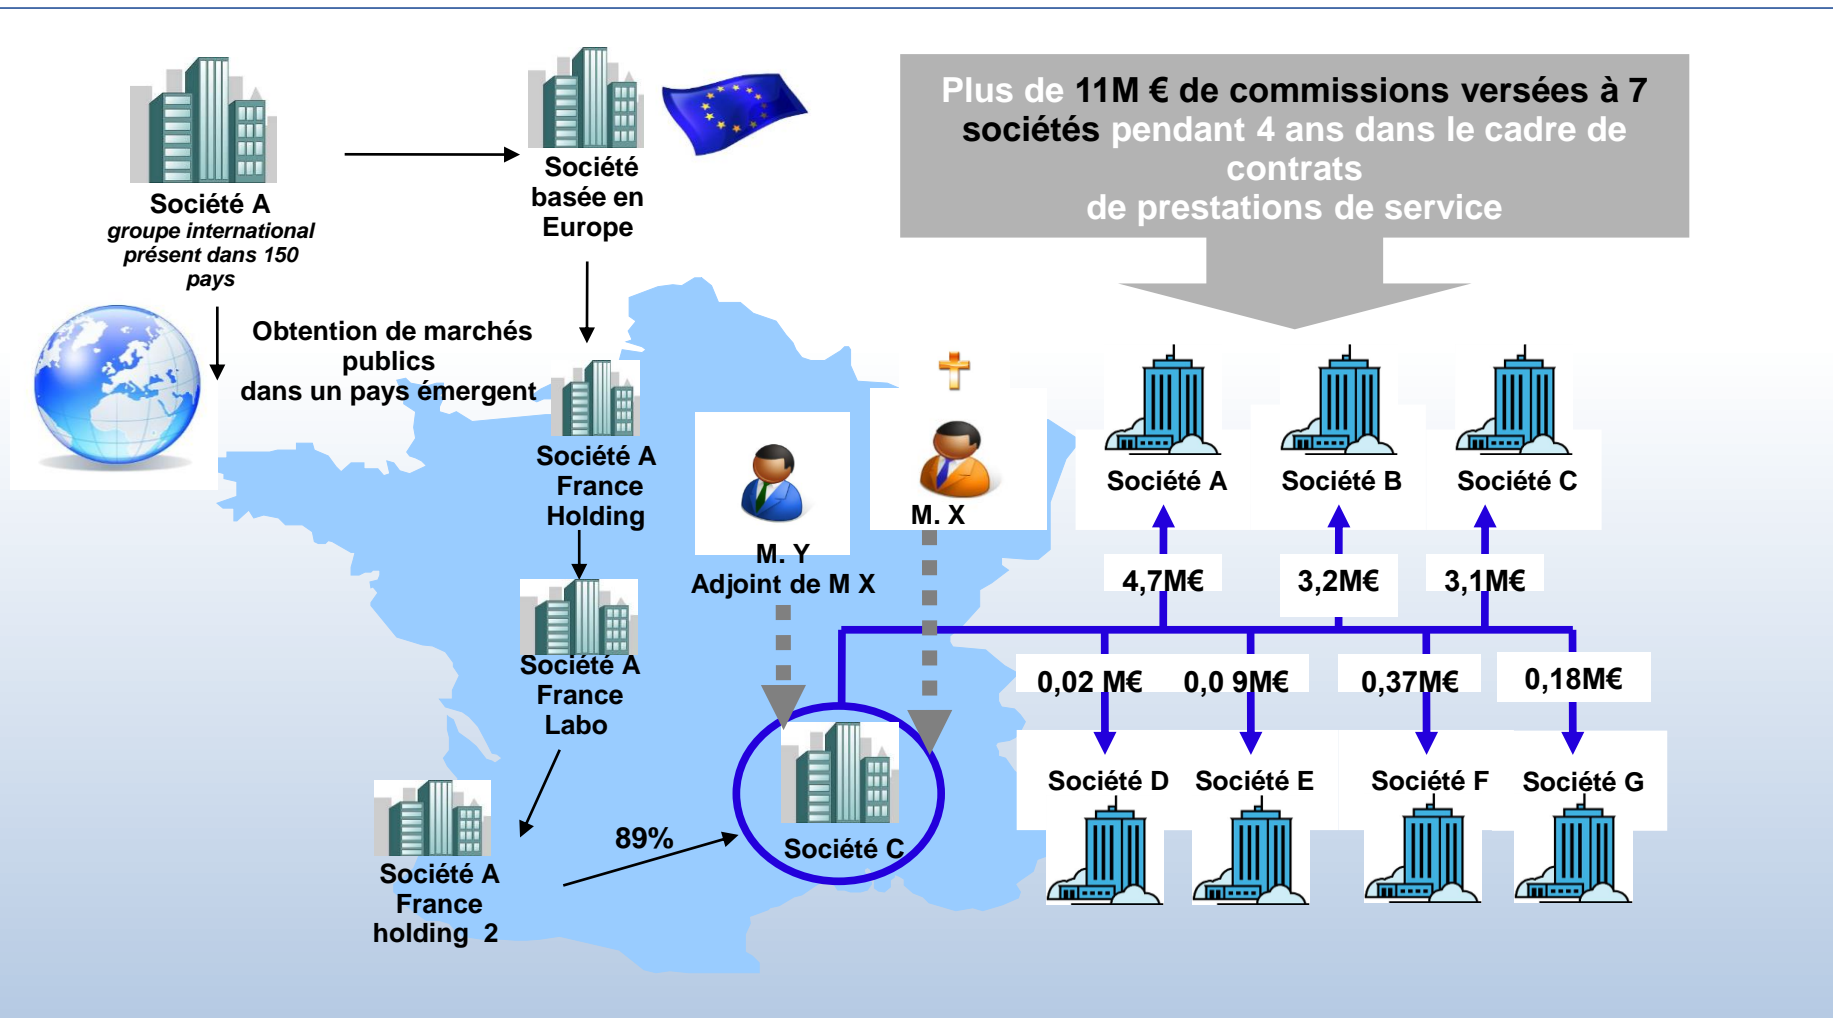 Plus de 11M € de commissions versées à 7
sociétés pendant 4 ans dans le cadre de
contrats
de prestations de service
Société A
groupe international
présent dans 150
pays
Société
basée en
Europe
Obtention de marchés
publics
dans un pays émergent
Société A
France
Holding
Société A
France
Labo
Société A
France
holding 2
89%
M. Y
Adjoint de M X
M. X
Société C
Société A
Société B
Société C
4,7M€
3,2M€
3,1M€
0,02 M€
0,0 9M€
0,37M€
0,18M€
Société D
Société E
Société F
Société G